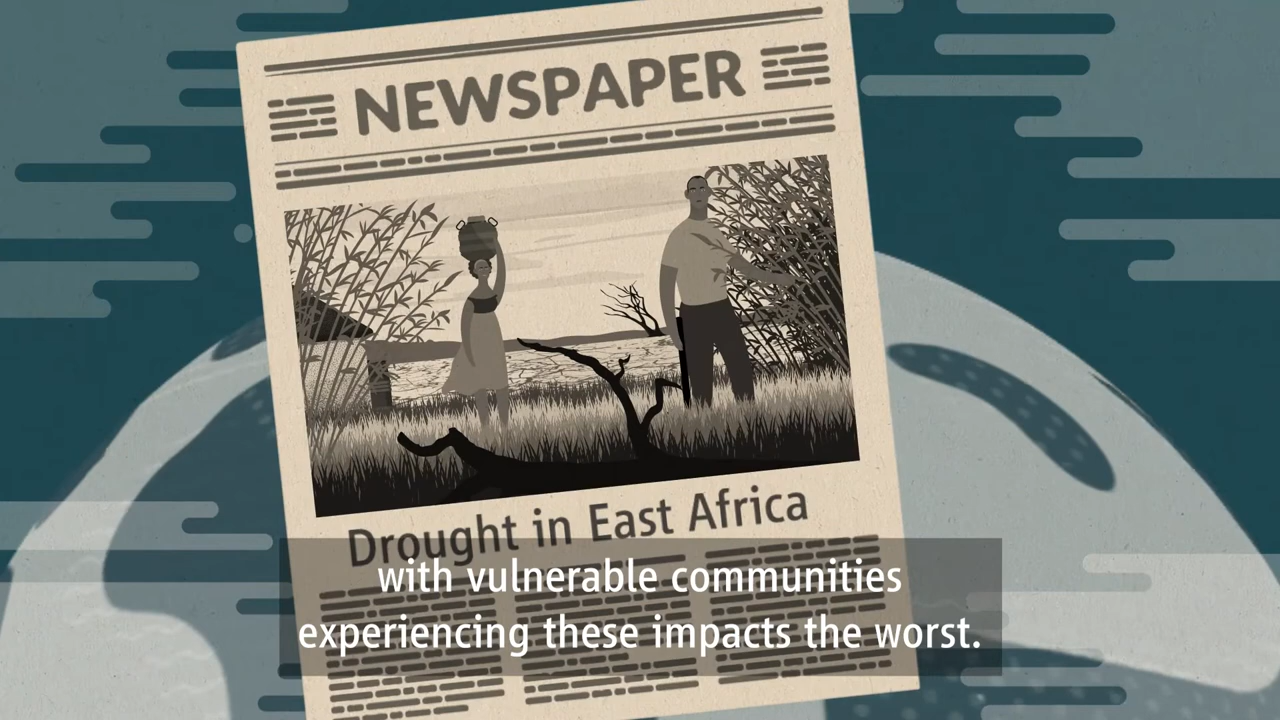 NEWSPAPER
Drought in East Africa
with vulnerable communities
experiencing these impacts the worst.